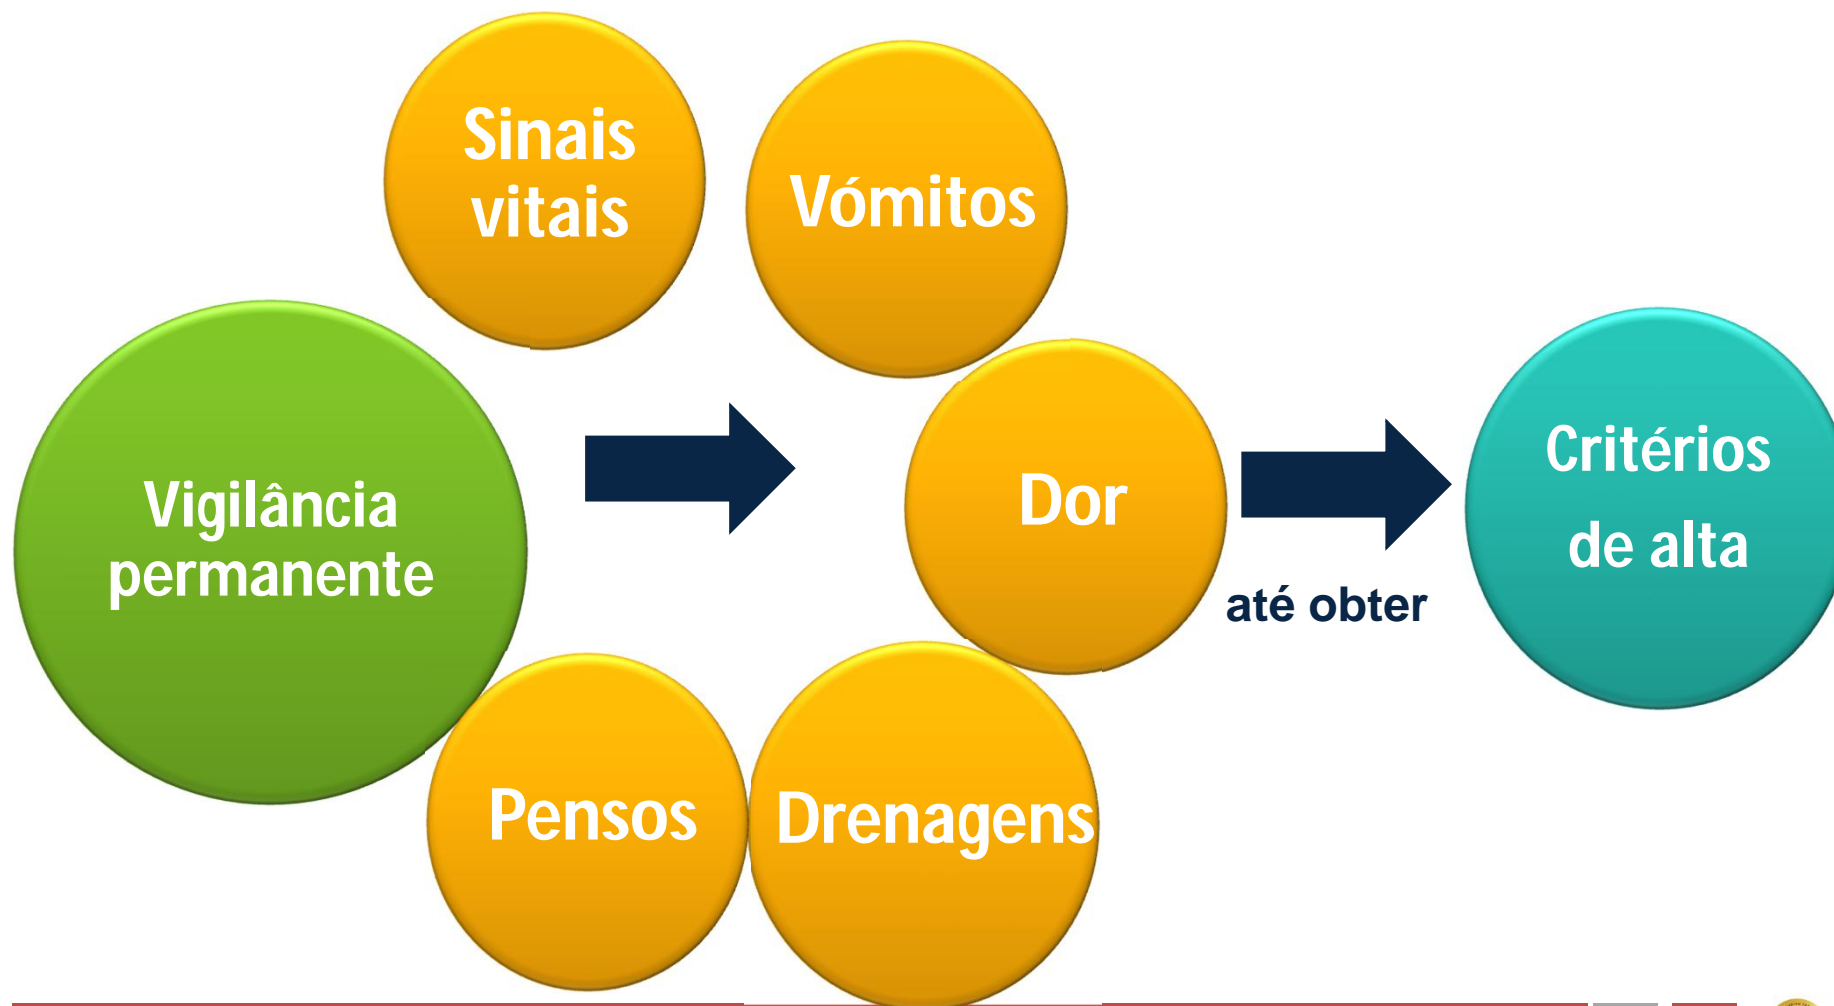 Sinais
vitais
Vómitos
Vigilância
permanente
Dor
até obter
Critérios
de alta
Pensos
Drenagens